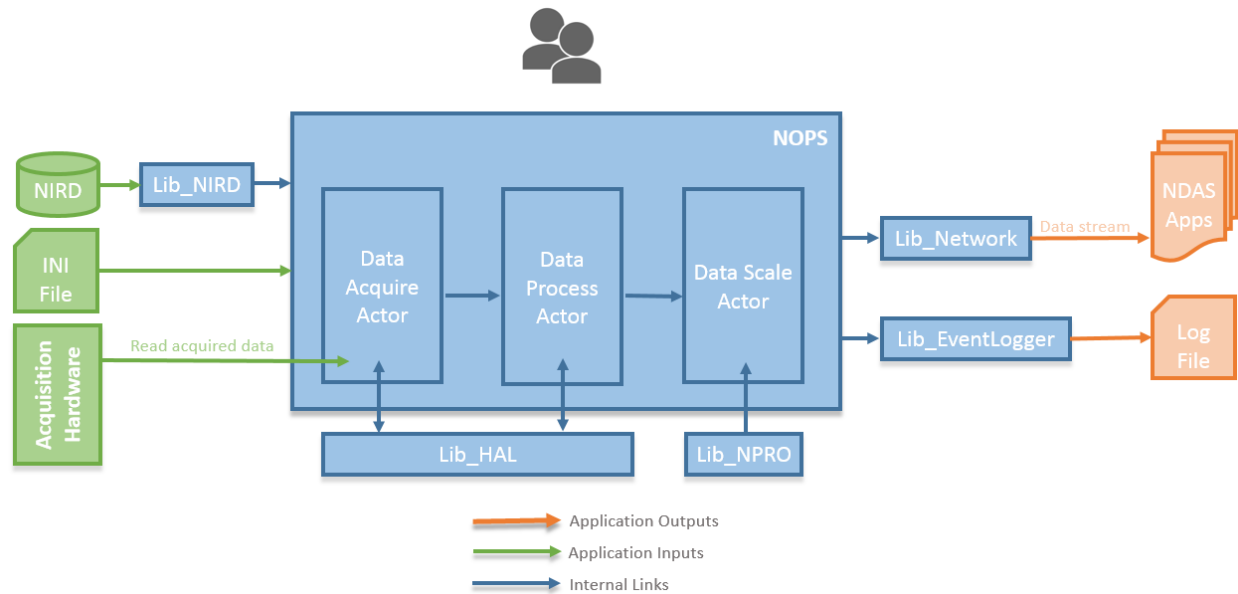 NOPS
NIRD
Lib_NIRD
INI
File
Acquisition
Hardware
Read acquired data
Data
Acquire
Actor
Data
Process
Actor
Data Scale
Actor
Lib_HAL
Lib_NPRO
Lib_Network
Data stream
NDAS
Apps
Lib_EventLogger
Log
File
Application Outputs
Application Inputs
Internal Links